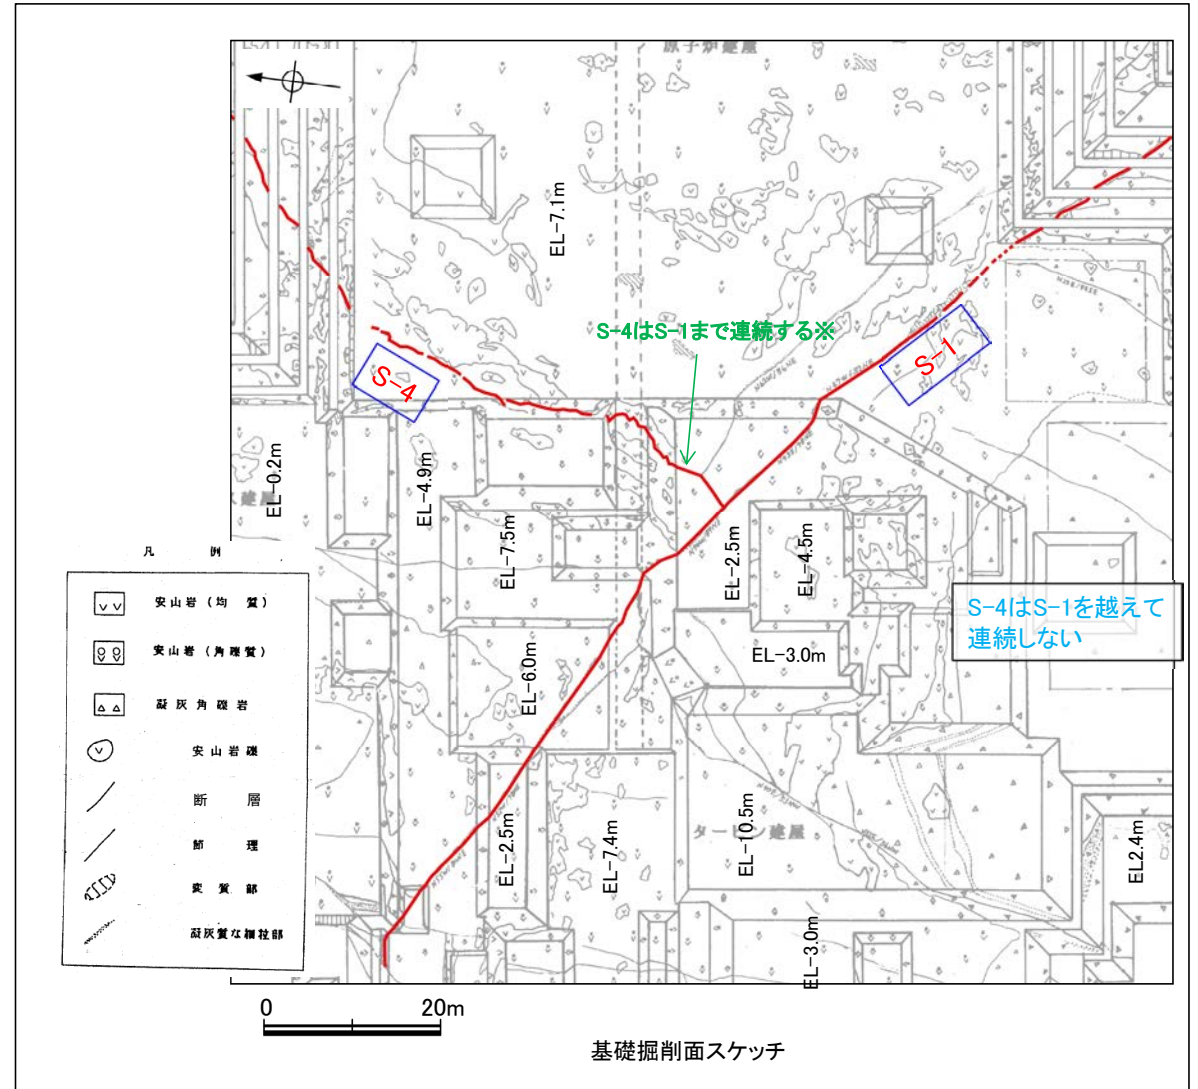 原子炉建屋
EL-7.1m
S-4はS-1まで連続する※
S-4
S-1
EL-0.2m
EL-4.9m
EL-7.5m
EL-2.5m
EL-4.5m
S-4はS-1を越えて
連続しない
EL-3.0m
EL-6.0m
凡 例
安山岩(均 質)
安山岩(角礫質)
凝灰角礫岩
安山岩礫
断 層
節 理
変 質 部
凝灰質な細粒部
EL-2.5m
EL-7.4m
タービン建屋
EL-10.5m
EL2.4m
EL-3.0m
0 20m
基礎掘削面スケッチ